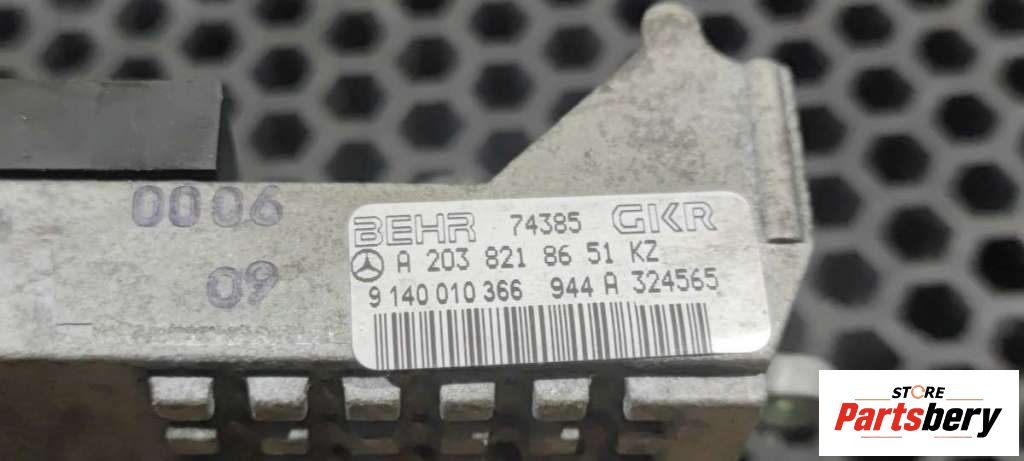 0006
09
BEHR 74385 GKR
A 203 821 86 51 KZ
9 140 010 366 944 A 324565
STORE
Partsbery